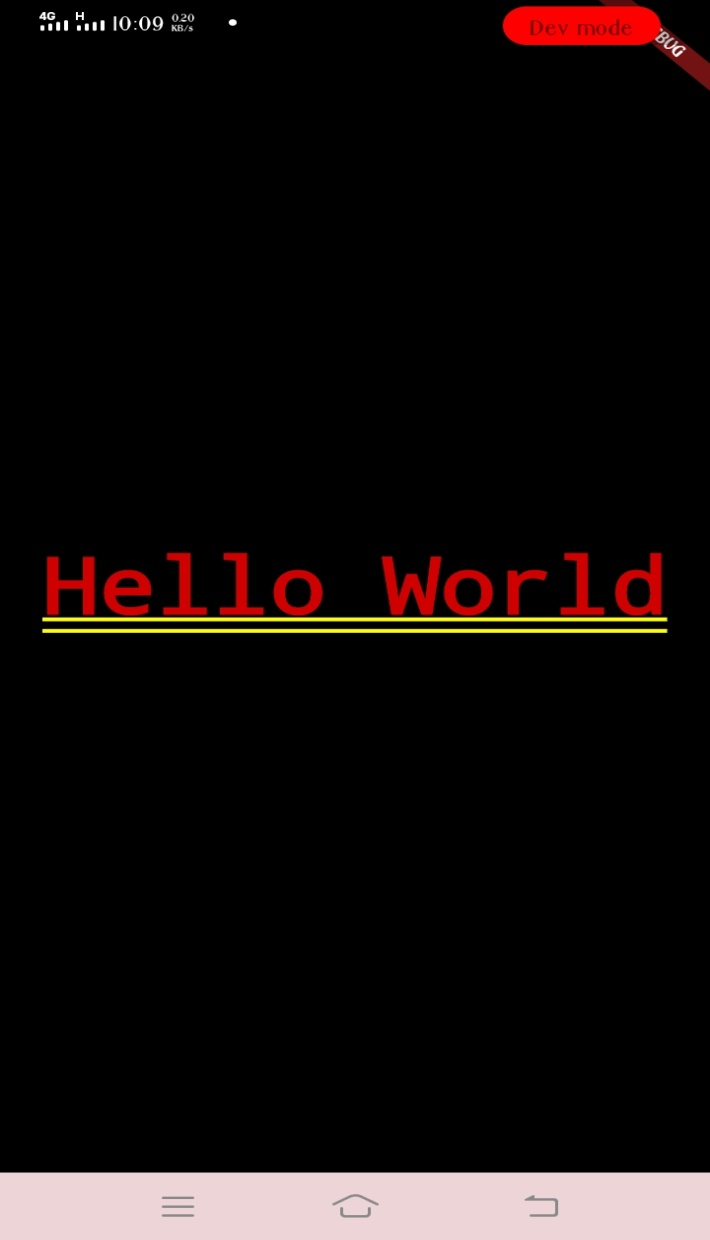 4G H 10:09 0.20 KB/s
Dev mode
BUG
Hello World